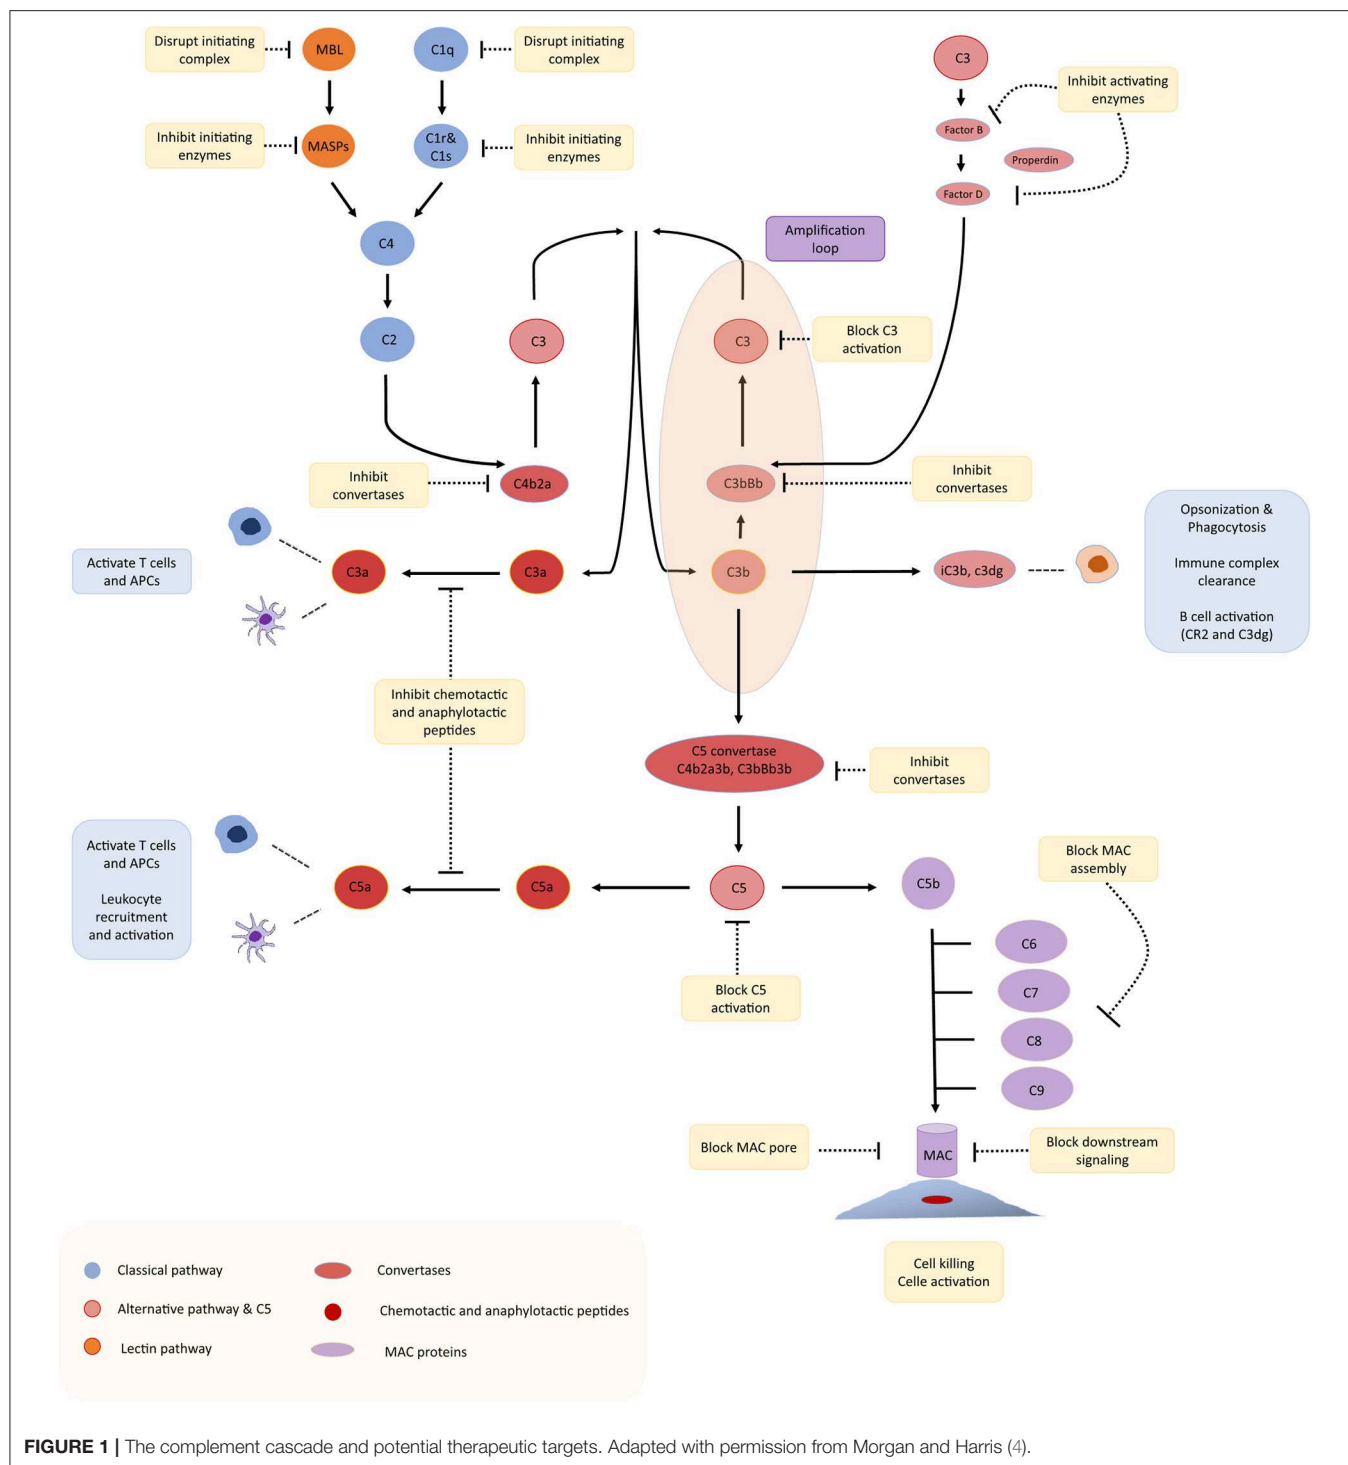 Disrupt initiating
complex
MBL
C1q
Disrupt initiating
complex
C3
Inhibit activating
enzymes
Inhibit initiating
enzymes
MASPs
C1r&
C1s
Inhibit initiating
enzymes
Factor B
Properdin
Factor D
C4
Amplification
loop
C2
C3
C3
Block C3
activation
Inhibit
convertases
C4b2a
C3bBb
Inhibit
convertases
Opsonization &
Phagocytosis
Immune complex
clearance
B cell activation
(CR2 and C3dg)
Activate T cells
and APCs
C3a
C3a
C3b
iC3b, c3dg
Inhibit chemotactic
and anaphylotactic
peptides
C5 convertase
C4b2a3b, C3bBb3b
Inhibit
convertases
Activate T cells
and APCs
Leukocyte
recruitment
and activation
C5a
C5a
C5
C5b
Block MAC
assembly
C6
C7
C8
C9
Block C5
activation
Block MAC pore
MAC
Block downstream
signaling
Cell killing
Celle activation
Classical pathway
Convertases
Alternative pathway & C5
Chemotactic and anaphylotactic peptides
Lectin pathway
MAC proteins
FIGURE 1 | The complement cascade and potential therapeutic targets. Adapted with permission from Morgan and Harris (4).